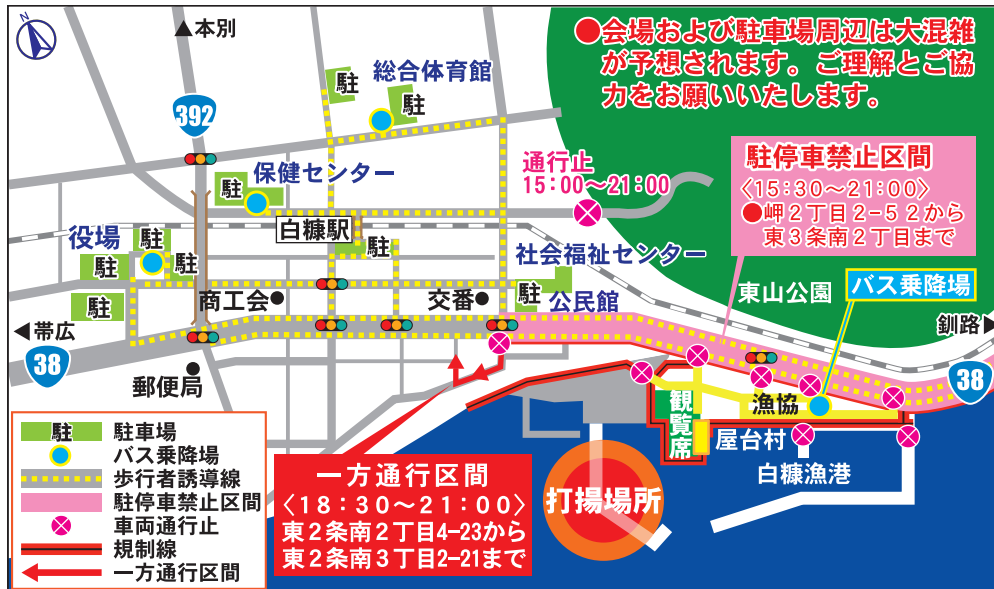 N
▲本別
●会場および駐車場周辺は大混雑
が予想されます。ご理解とご協
力をお願いいたします。
総合体育館
駐
駐
392
保健センター
駐
通行止
15:00〜21:00
駐停車禁止区間
〈15:30〜21:00〉
●岬2丁目2-52から
東3条南2丁目まで
白糠駅
駐
役場
駐
駐
駐
駐
社会福祉センター
駐
公民館
商工会●
交番●
東山公園
バス乗降場
釧路▶
◀帯広
38
38
郵便局
観覧席
漁協
屋台村
白糠漁港
打揚場所
一方通行区間
〈18:30〜21:00〉
東2条南2丁目4-23から
東2条南3丁目2-21まで
駐 駐車場
バス乗降場
歩行者誘導線
駐停車禁止区間
車両通行止
規制線
一方通行区間